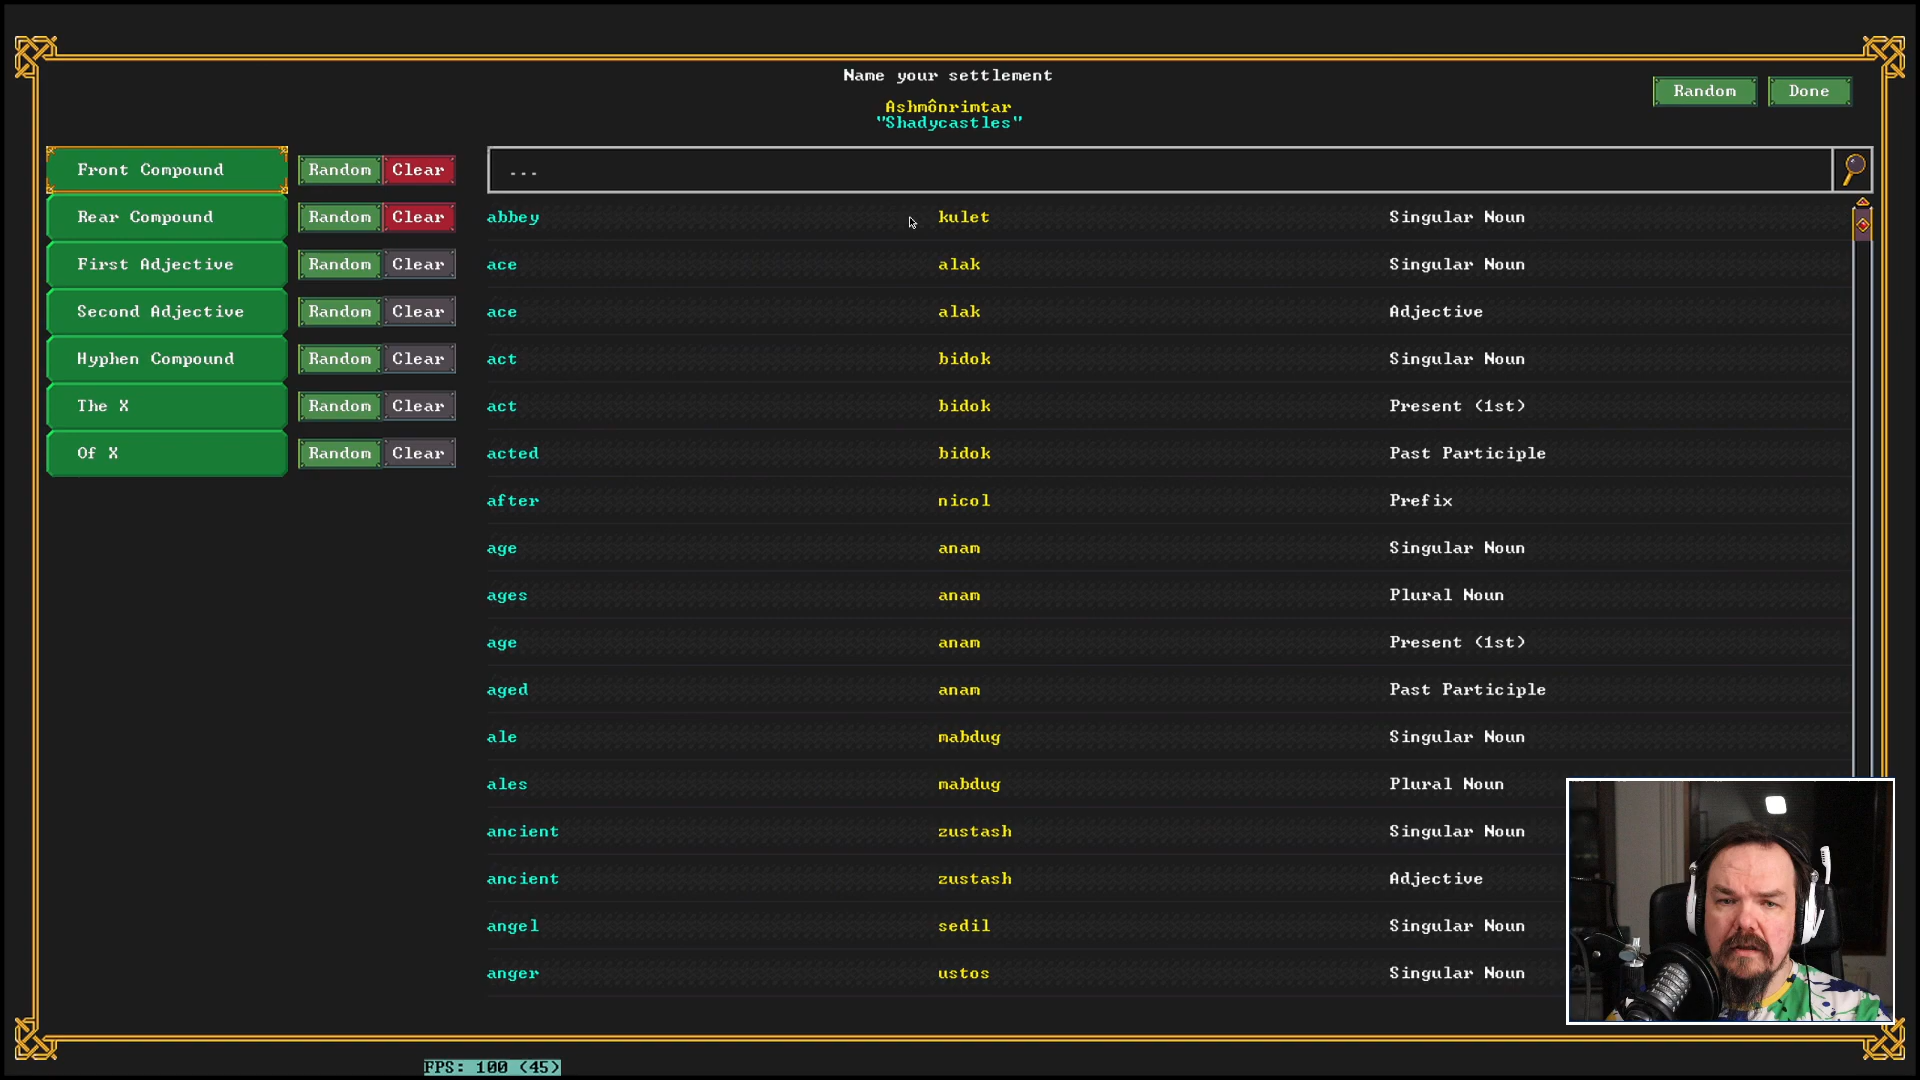 Name your settlement
Ashmônrimtar
"Shadycastles"
Random
Done
Front Compound Random Clear
Rear Compound Random Clear
First Adjective Random Clear
Second Adjective Random Clear
Hyphen Compound Random Clear
The X Random Clear
Of X Random Clear
...
abbey kulet Singular Noun
ace alak Singular Noun
ace alak Adjective
act bidok Singular Noun
act bidok Present (1st)
acted bidok Past Participle
after nicol Prefix
age anam Singular Noun
ages anam Plural Noun
age anam Present (1st)
aged anam Past Participle
ale mabdug Singular Noun
ales mabdug Plural Noun
ancient zustash Singular Noun
ancient zustash Adjective
angel sedil Singular Noun
anger ustos Singular Noun
FPS: 100 (45)